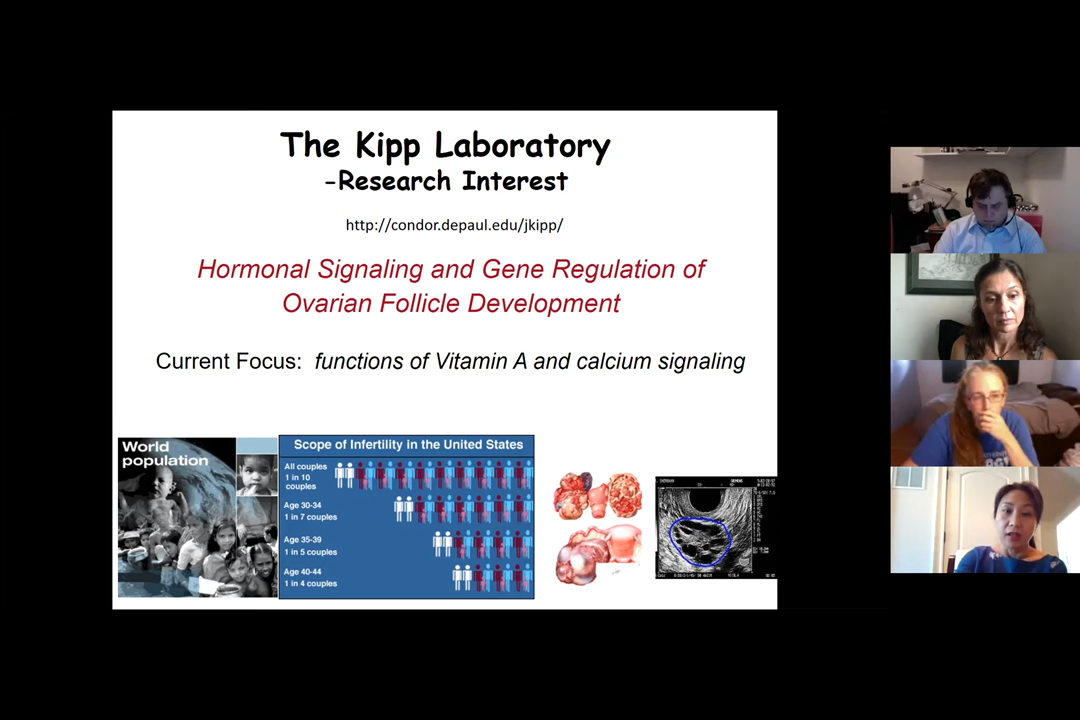 The Kipp Laboratory
-Research Interest
http://condor.depaul.edu/jkipp/
Hormonal Signaling and Gene Regulation of
Ovarian Follicle Development
Current Focus: functions of Vitamin A and calcium signaling
World
population
Scope of Infertility in the United States
All couples
1 in 10
couples
Age 30-34
1 in 7 couples
Age 35-39
1 in 5 couples
Age 40-44
1 in 4 couples
SIEMENS